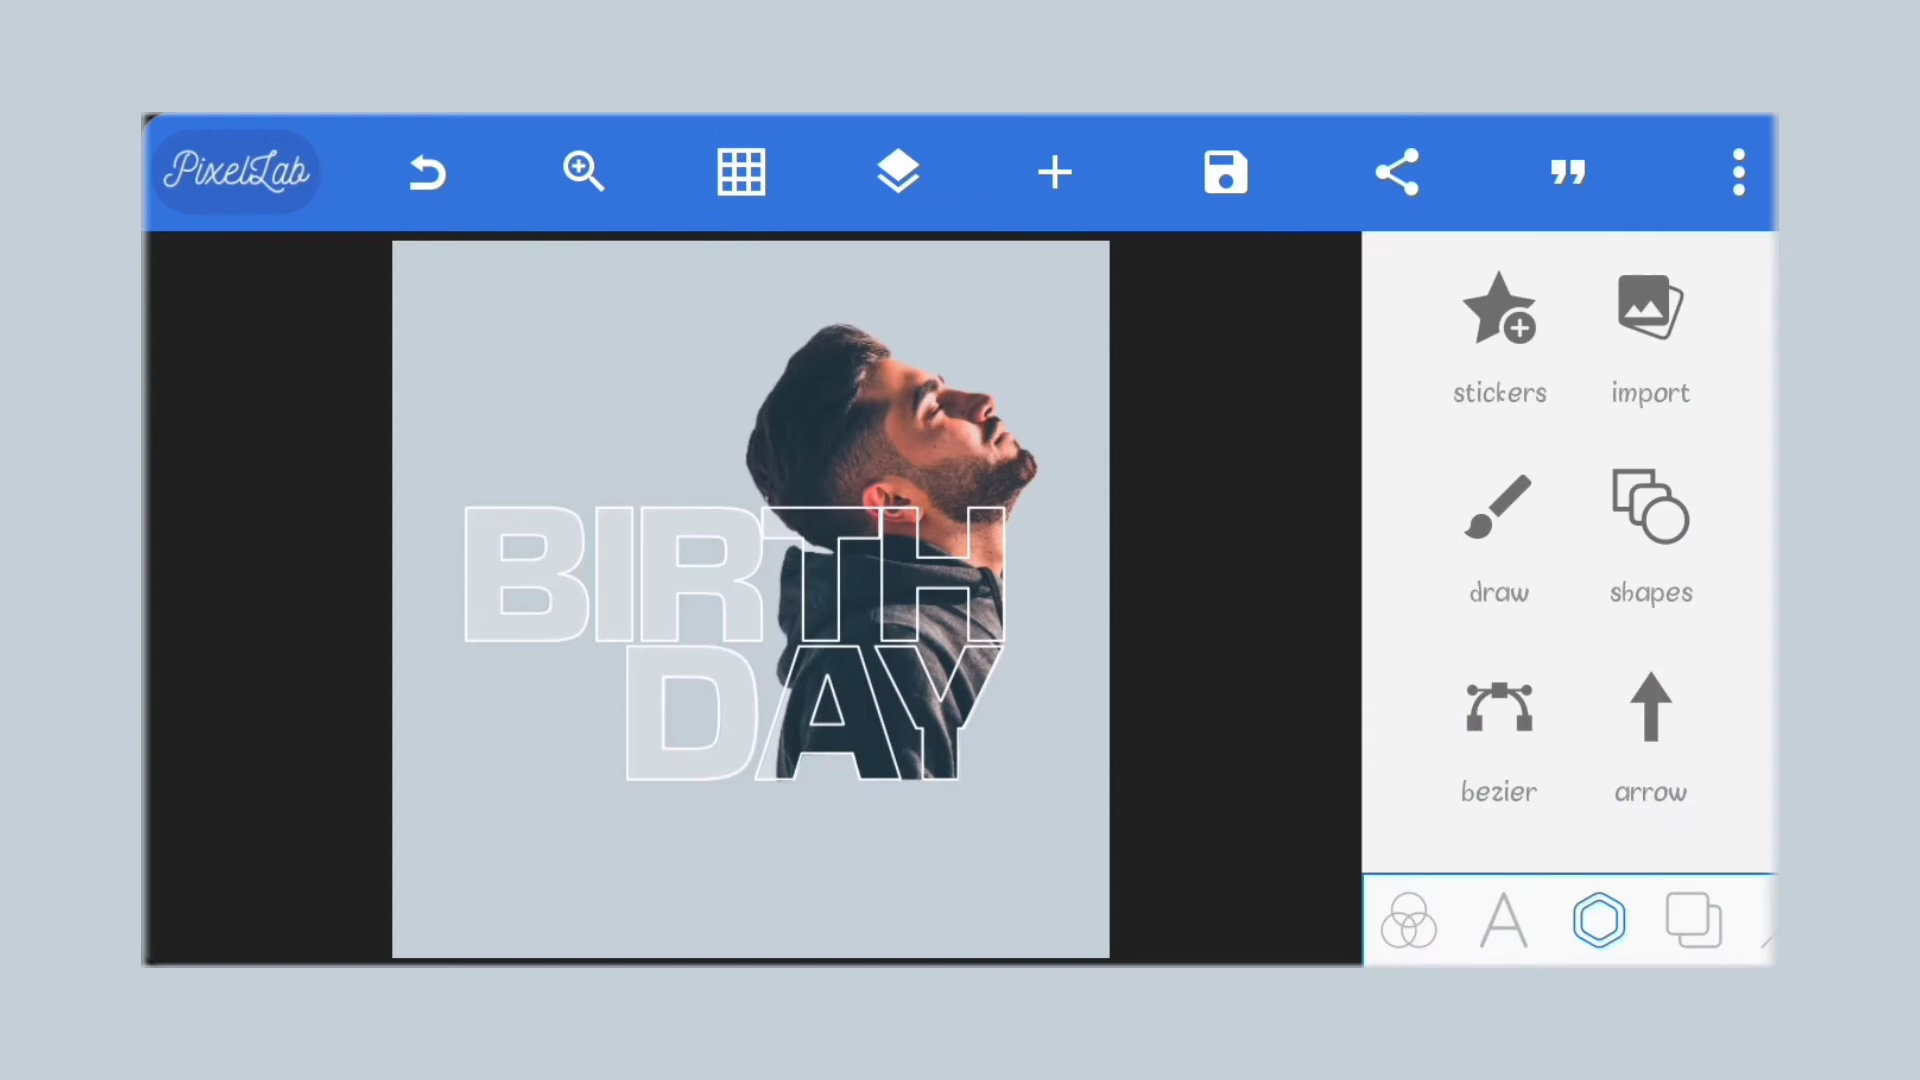 PixelLab
BIRTH
DAY
stickers
import
draw
shapes
bezier
arrow